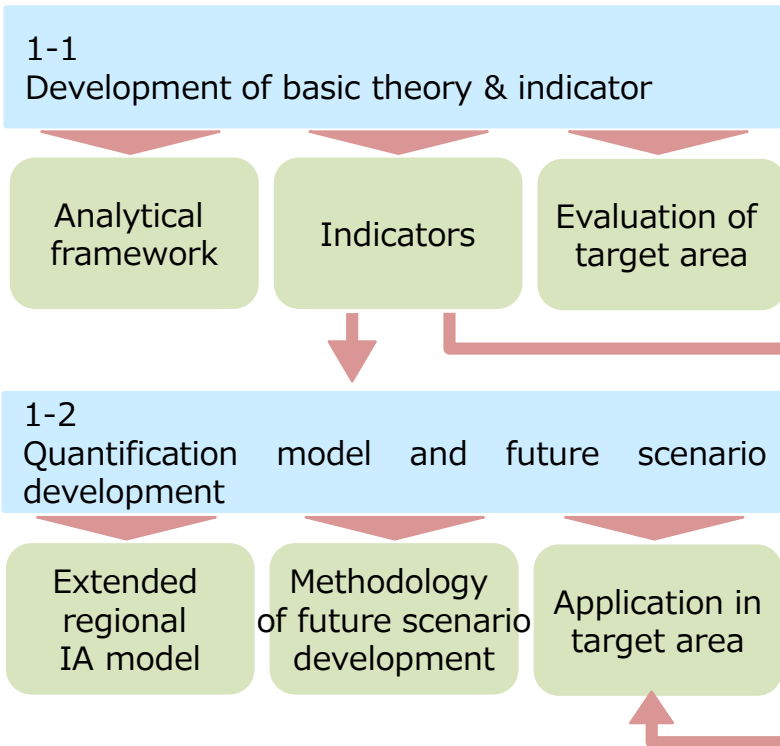 1-1
Development of basic theory & indicator
Analytical
framework
Indicators
Evaluation of
target area
1-2
Quantification model and future scenario
development
Extended
regional
IA model
Methodology
of future scenario
development
Application in
target area